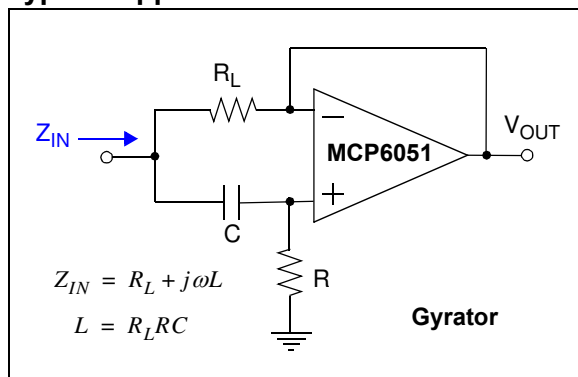 R_L
Z_IN
−
MCP6051
V_OUT
+
C
R
Z_IN = R_L + jωL
L = R_L RC
Gyrator